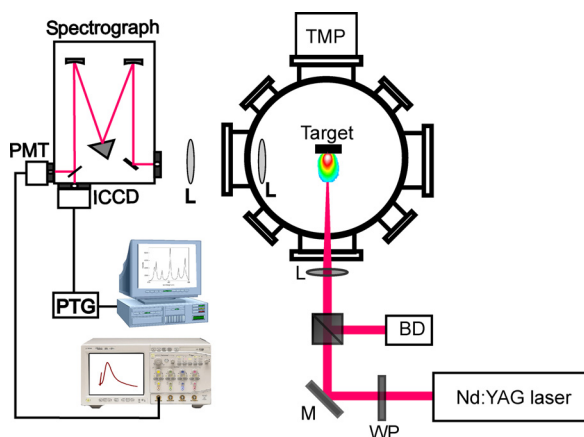 Spectrograph
TMP
Target
PMT
L
L
ICCD
L
PTG
BD
M
WP
Nd:YAG laser